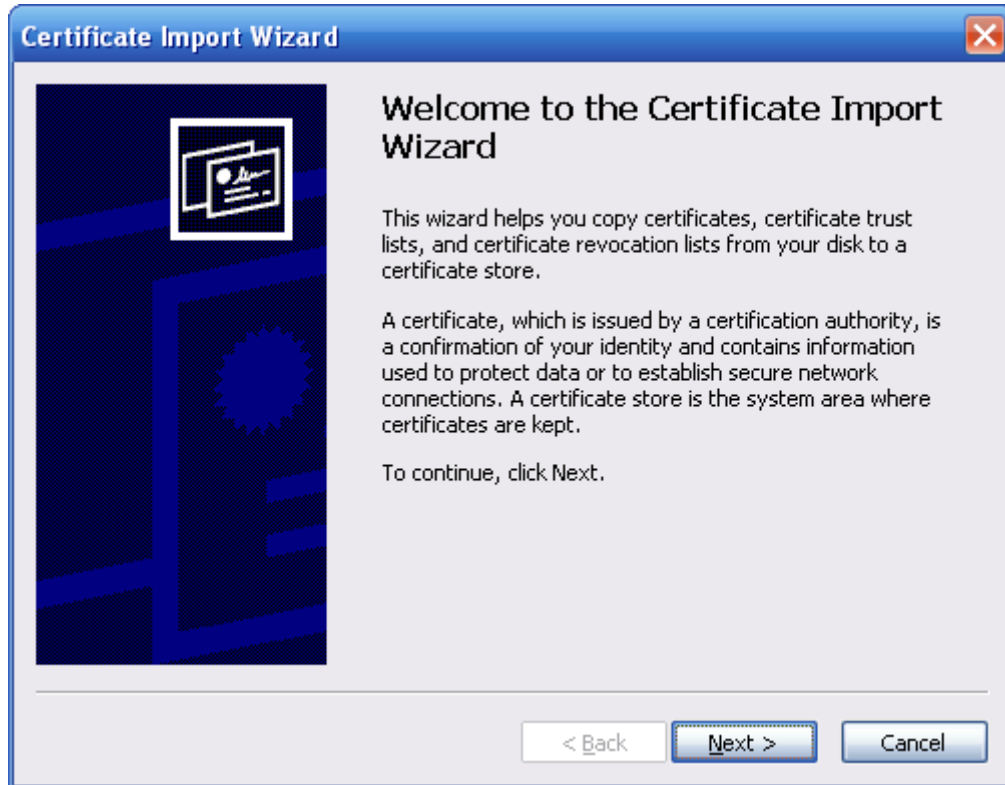 Certificate Import Wizard
Welcome to the Certificate Import
Wizard
This wizard helps you copy certificates, certificate trust
lists, and certificate revocation lists from your disk to a
certificate store.
A certificate, which is issued by a certification authority, is
a confirmation of your identity and contains information
used to protect data or to establish secure network
connections. A certificate store is the system area where
certificates are kept.
To continue, click Next.
< Back Next > Cancel